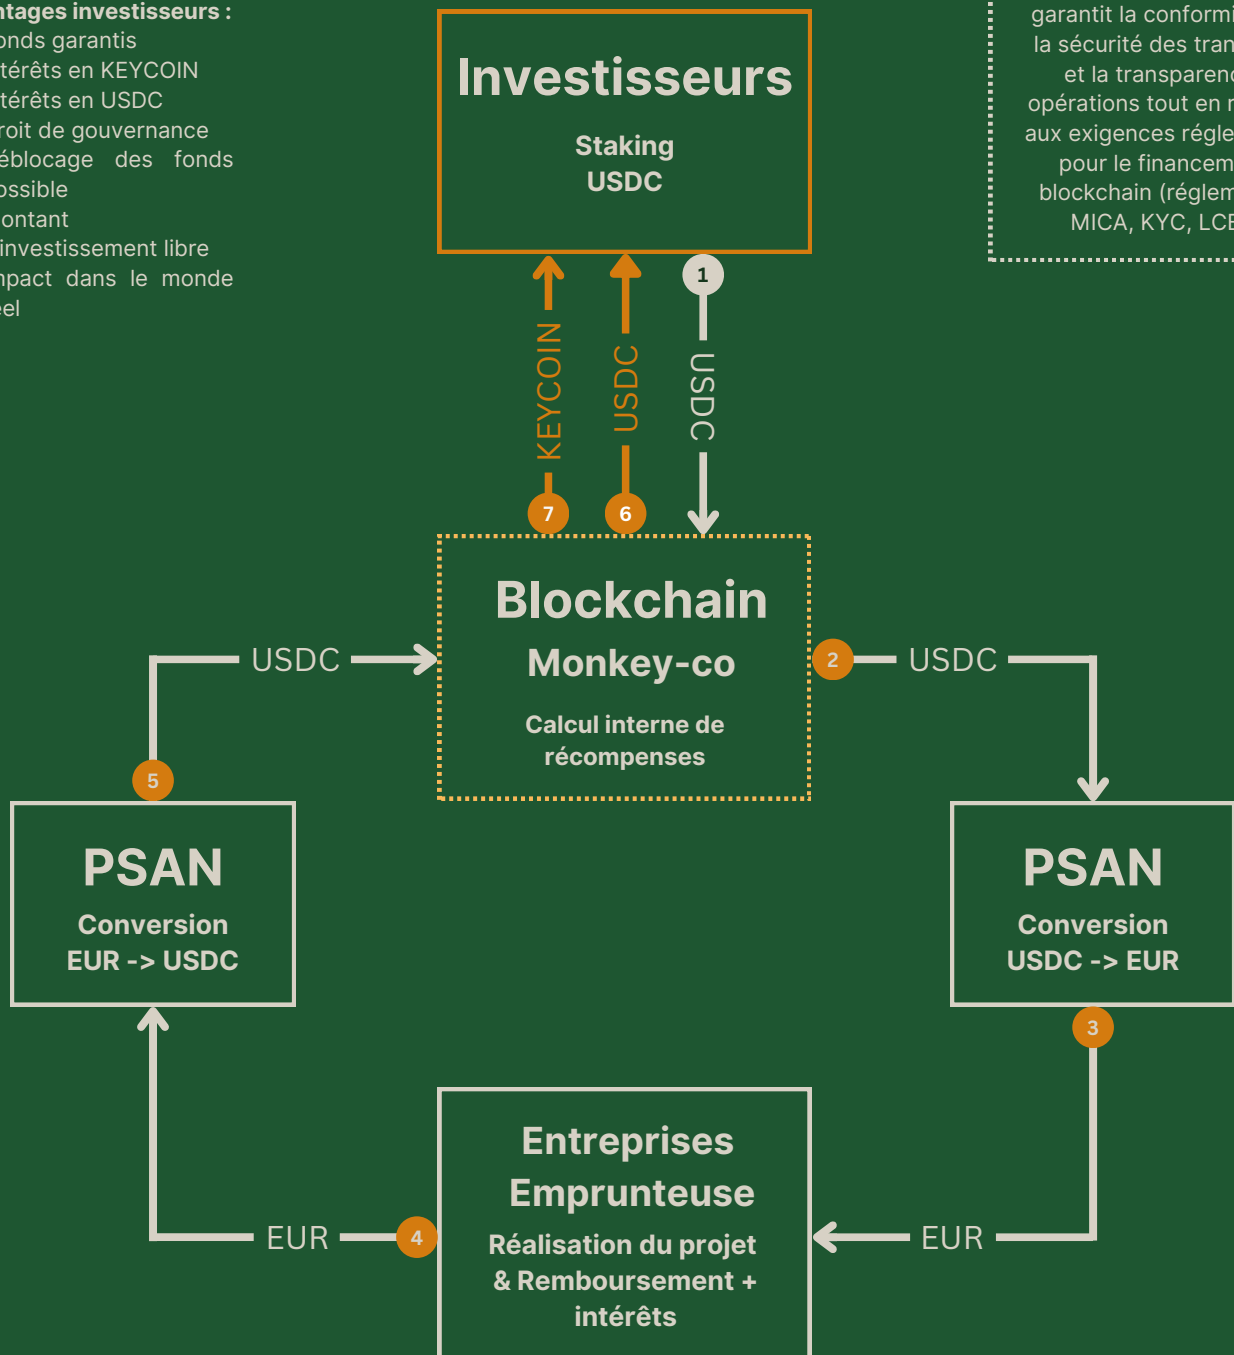 ntages investisseurs :
onds garantis
térêts en KEYCOIN
térêts en USDC
roit de gouvernance
éblocage des fonds
ossible
ontant
investissement libre
mpact dans le monde
éel
Investisseurs
Staking
USDC
garantit la conformi
la sécurité des tran
et la transparenc
opérations tout en r
aux exigences régle
pour le financem
blockchain (réglem
MICA, KYC, LCB
1
KEYCOIN
USDC
USDC
7
6
Blockchain
Monkey-co
Calcul interne de
récompenses
USDC
2
USDC
5
PSAN
Conversion
EUR -> USDC
PSAN
Conversion
USDC -> EUR
3
Entreprises
Emprunteuse
Réalisation du projet
& Remboursement +
intérêts
EUR
4
EUR